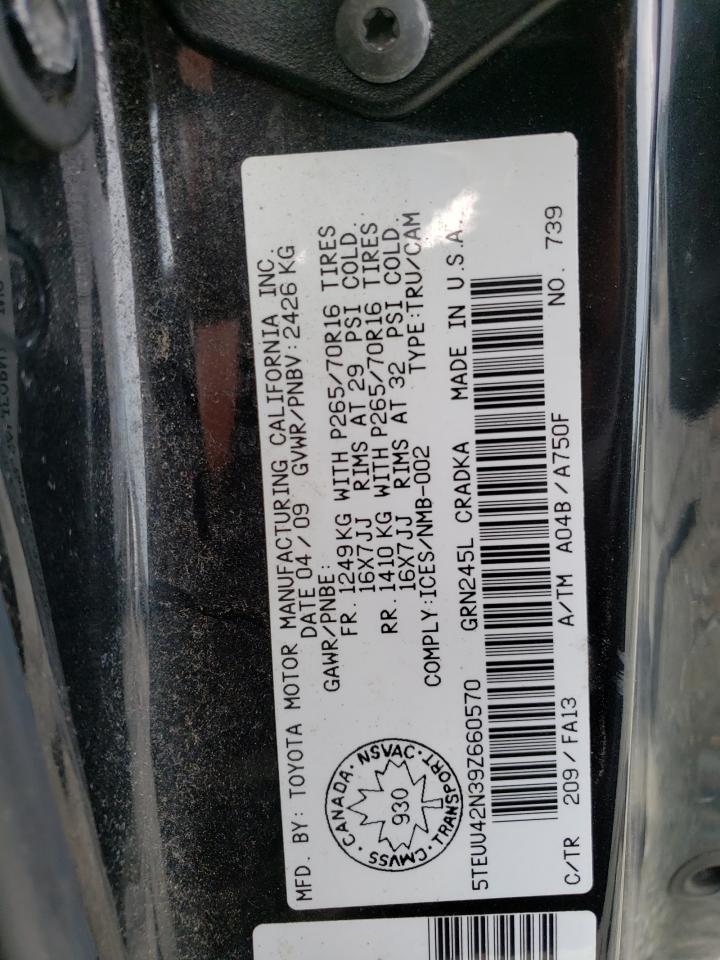 MFD. BY: TOYOTA MOTOR MANUFACTURING CALIFORNIA INC.
DATE 04/09 GVWR/PNBV: 2426 KG
GAWR/PNBE:
FR. 1249 KG WITH P265/70R16 TIRES
16X7JJ RIMS AT 29 PSI COLD.
RR. 1410 KG WITH P265/70R16 TIRES
16X7JJ RIMS AT 32 PSI COLD.
COMPLY: ICES/NMB-002 TYPE: TRU/CAM
CANADA · NSVAC · TRANSPORT · CMVSS
930
5TEUU42N39Z660570 GRN245L CRADKA MADE IN U.S.A.
C/TR 209/FA13 A/TM A04B/A750F NO. 739